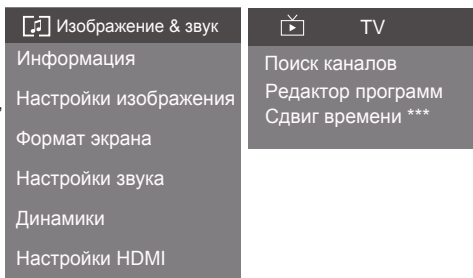 Изображение & звук
Информация
Настройки изображения
Формат экрана
Настройки звука
Динамики
Настройки HDMI
TV
Поиск каналов
Редактор программ
Сдвиг времени ***